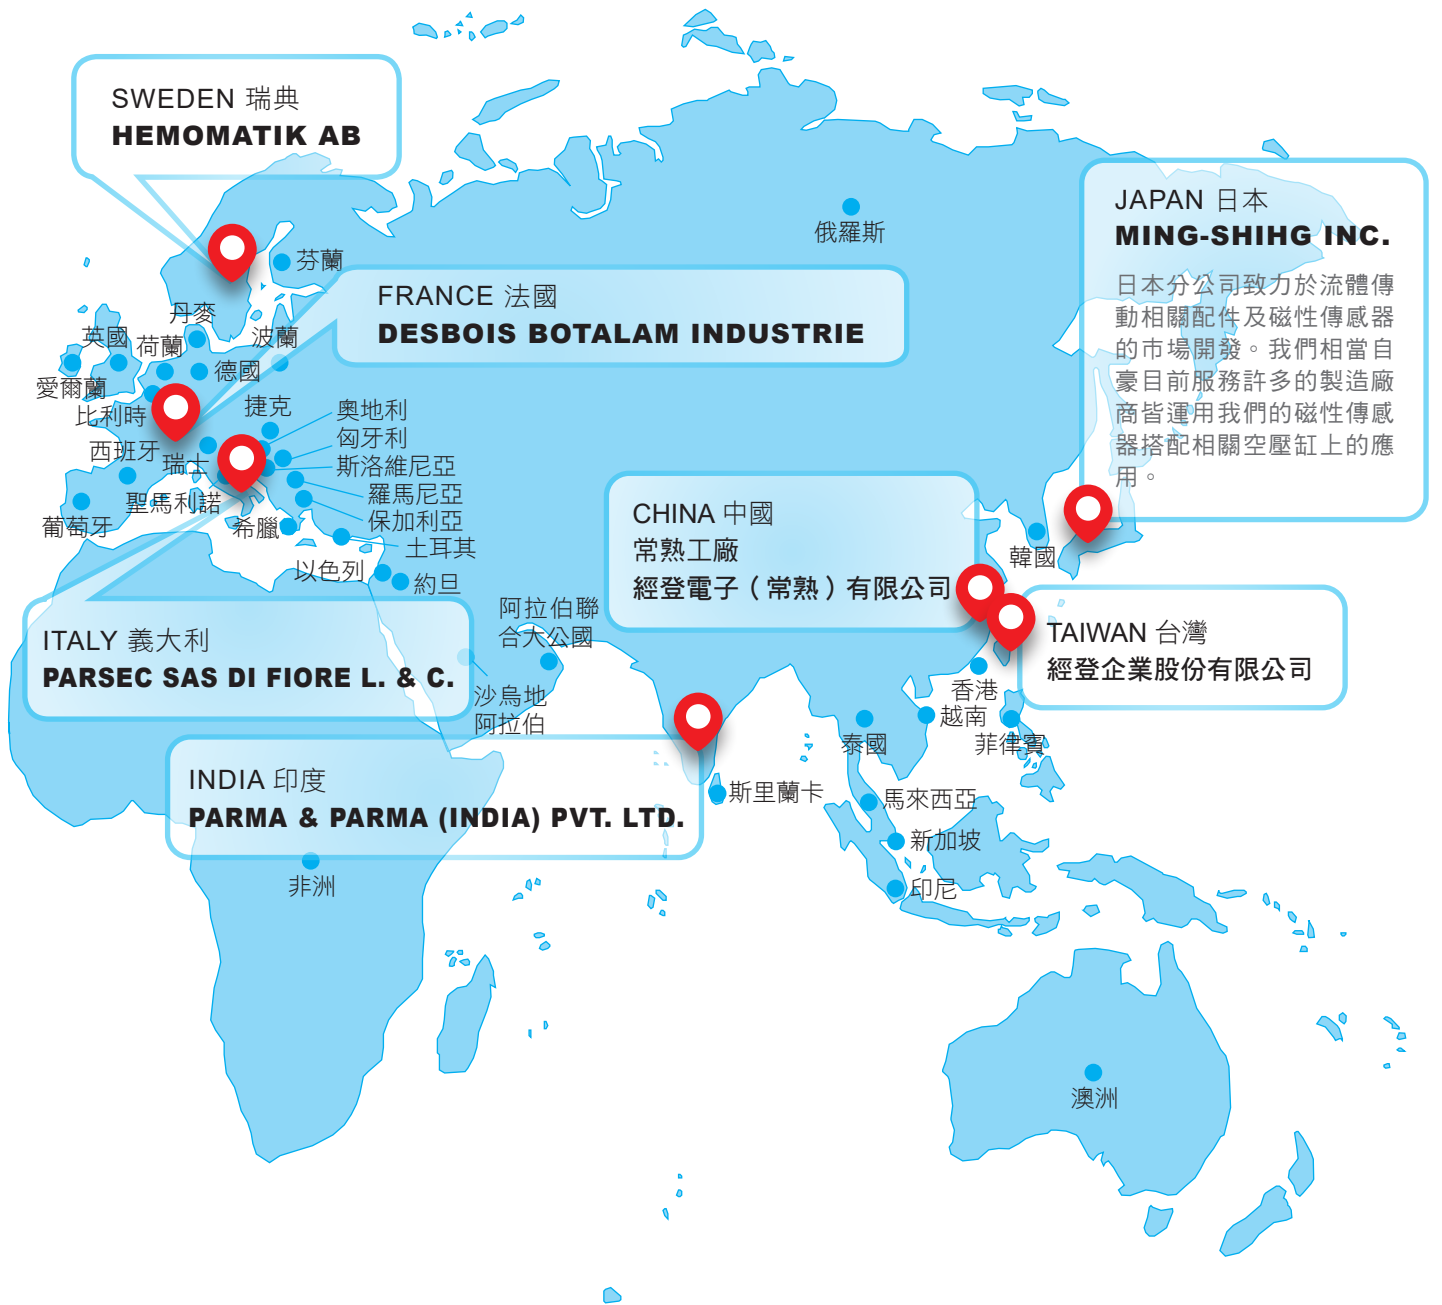 SWEDEN 瑞典
HEMOMATIK AB
JAPAN 日本
MING-SHIHG INC.
日本分公司致力於流體傳
動相關配件及磁性傳感器
的市場開發。我們相當自
豪目前服務許多的製造廠
商皆運用我們的磁性傳感
器搭配相關空壓缸上的應
用。
俄羅斯
芬蘭
FRANCE 法國
DESBOIS BOTALAM INDUSTRIE
丹麥
英國
荷蘭
波蘭
德國
愛爾蘭
比利時
捷克
奧地利
匈牙利
西班牙
瑞士
斯洛維尼亞
羅馬尼亞
聖馬利諾
保加利亞
葡萄牙
希臘
土耳其
以色列
約旦
CHINA 中國
常熟工廠
經登電子（常熟）有限公司
韓國
TAIWAN 台灣
經登企業股份有限公司
阿拉伯聯
合大公國
ITALY 義大利
PARSEC SAS DI FIORE L. & C.
沙烏地
阿拉伯
香港
越南
泰國
菲律賓
INDIA 印度
PARMA & PARMA (INDIA) PVT. LTD.
斯里蘭卡
馬來西亞
新加坡
印尼
非洲
澳洲